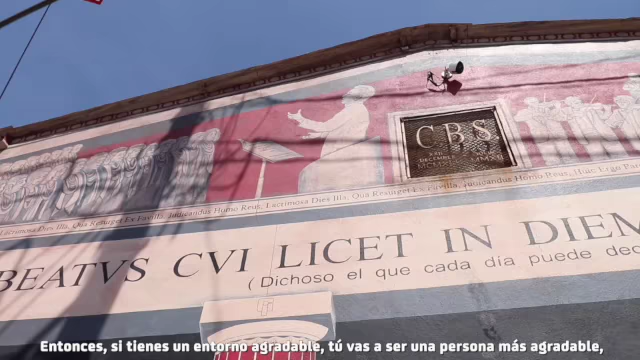 CBS
DECEMBER
Lacrimosa Dies Illa, Qua Resurget Ex Favilla, Judicandus Homo Reus, Lacrimosa Dies Illa, Qua Resurget Ex Favilla, Judicandus Homo Reus, Huic Ergo
BEATVS CVI LICET IN DIEM
(Dichoso el que cada día puede
Entonces, si tienes un entorno agradable, tú vas a ser una persona más agradable,